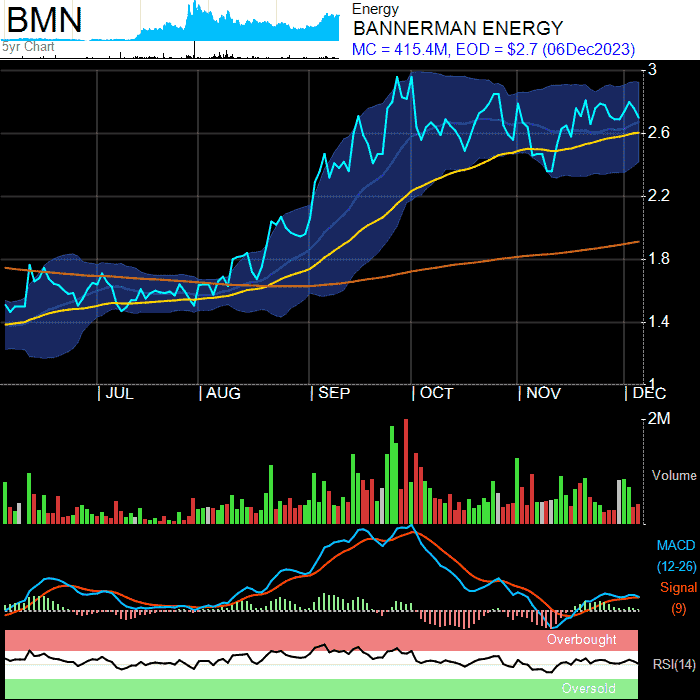 BMN
5yr Chart
Energy
BANNERMAN ENERGY
MC = 415.4M, EOD = $2.7 (06Dec2023)
3
2.6
2.2
1.8
1.4
1
| JUL | AUG | SEP | OCT | NOV | DEC
2M
Volume
MACD
(12-26)
Signal
(9)
Overbought
RSI(14)
Oversold